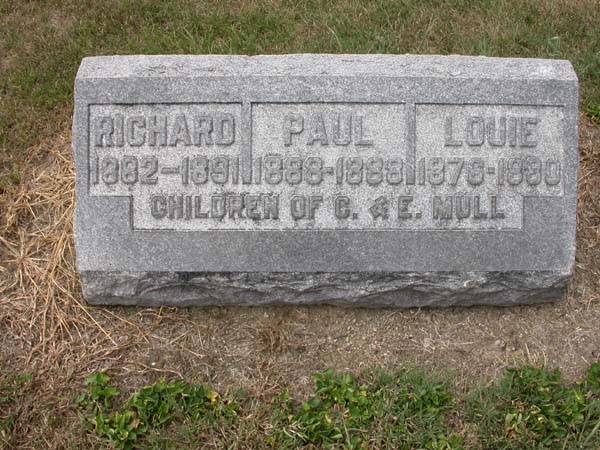 RICHARD PAUL LOUIE
1882-1891 1888-1888 1876-1880
CHILDREN OF C. & E. MULL